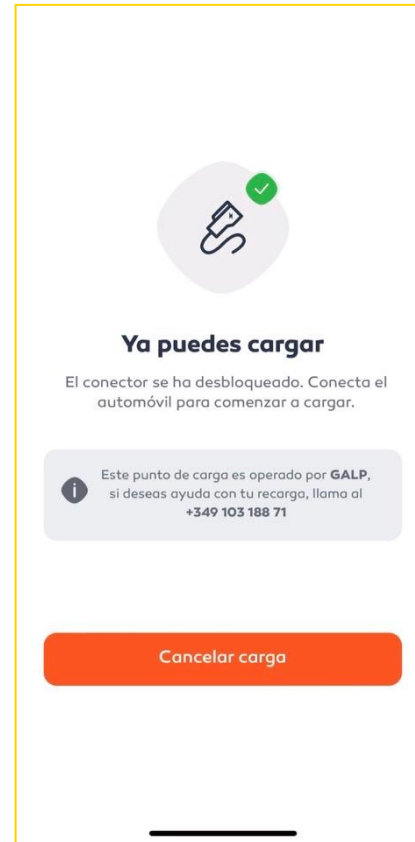 Ya puedes cargar
El conector se ha desbloqueado. Conecta el
automóvil para comenzar a cargar.
Este punto de carga es operado por GALP,
si deseas ayuda con tu recarga, llama al
+349 103 188 71
Cancelar carga